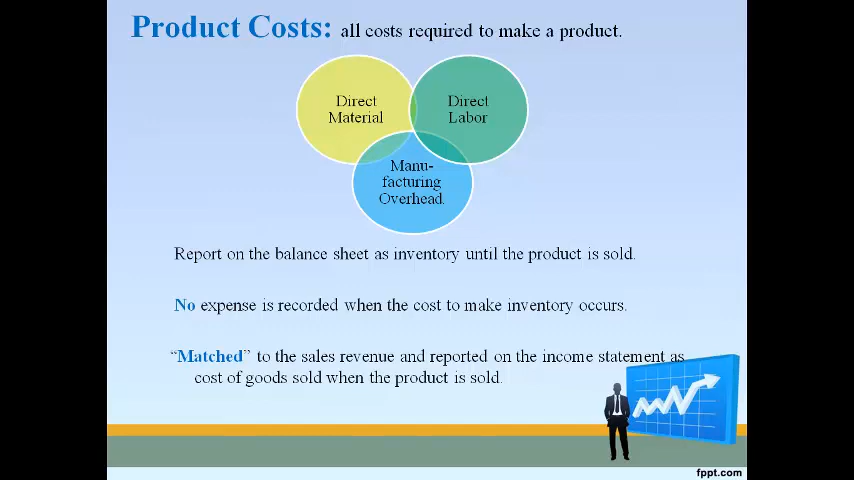 Product Costs: all costs required to make a product.
Direct
Material
Direct
Labor
Manu-
facturing
Overhead.
Report on the balance sheet as inventory until the product is sold.
No expense is recorded when the cost to make inventory occurs.
“Matched” to the sales revenue and reported on the income statement as
cost of goods sold when the product is sold.
fppt.com